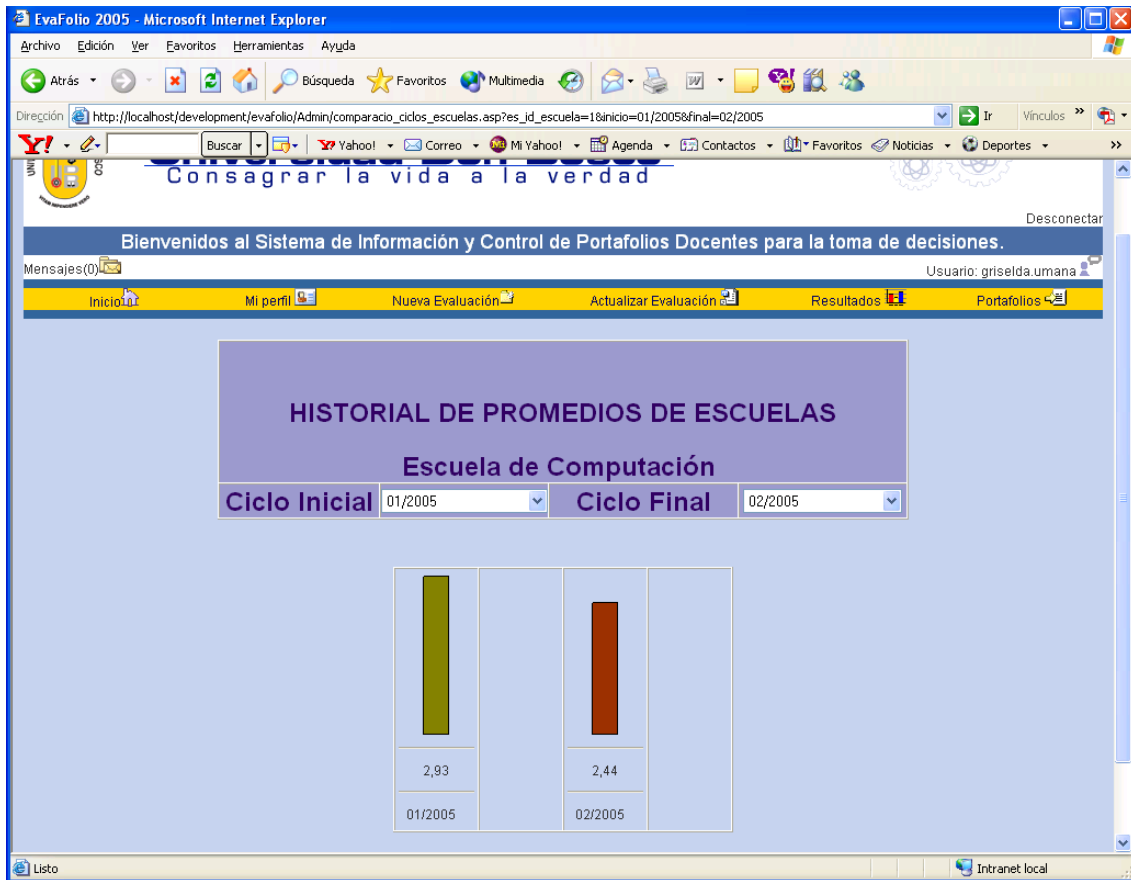 EvaFolio 2005 - Microsoft Internet Explorer
Archivo Edición Ver Favoritos Herramientas Ayuda
Atrás Búsqueda Favoritos Multimedia
Dirección http://localhost/development/evafolio/Admin/comparacio_ciclos_escuelas.asp?es_id_escuela=1&inicio=01/2005&final=02/2005 Ir Vínculos »
Y! Buscar Yahoo! Correo Mi Yahoo! Agenda Contactos Favoritos Noticias Deportes »
Universidad Don Bosco
Consagrar la vida a la verdad
Desconectar
Bienvenidos al Sistema de Información y Control de Portafolios Docentes para la toma de decisiones.
Mensajes(0) Usuario: griselda.umana
Inicio Mi perfil Nueva Evaluación Actualizar Evaluación Resultados Portafolios
HISTORIAL DE PROMEDIOS DE ESCUELAS
Escuela de Computación
Ciclo Inicial 01/2005 Ciclo Final 02/2005
2,93 2,44
01/2005 02/2005
Listo Intranet local